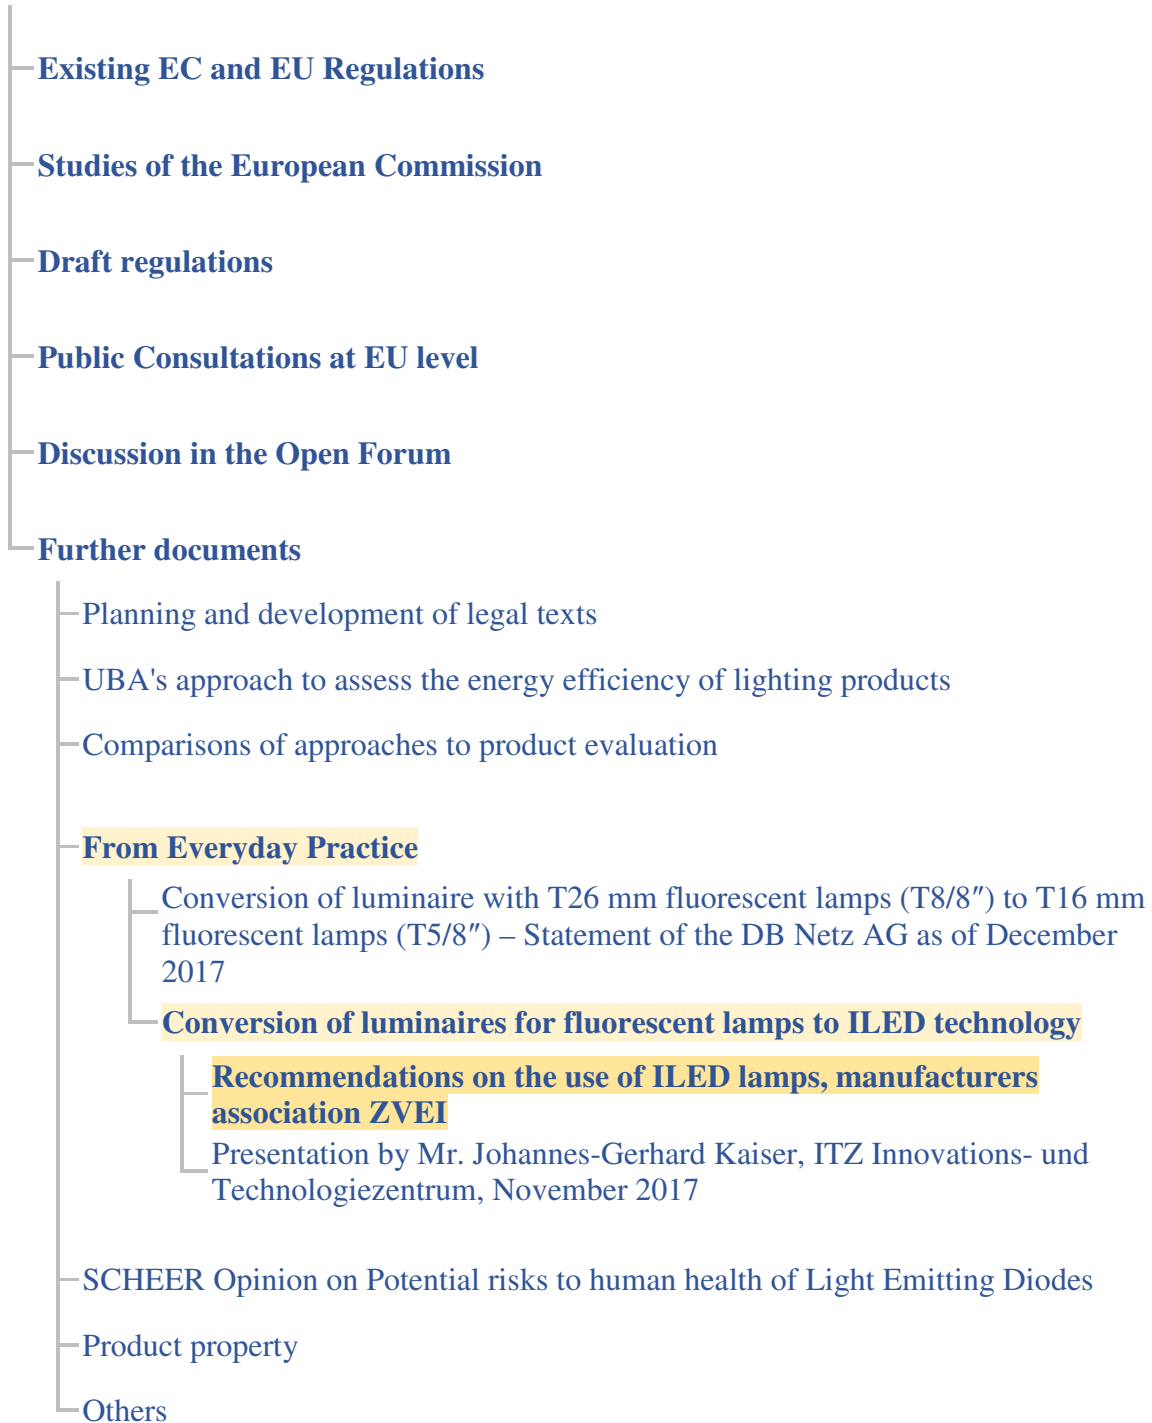 Existing EC and EU Regulations
Studies of the European Commission
Draft regulations
Public Consultations at EU level
Discussion in the Open Forum
Further documents
Planning and development of legal texts
UBA's approach to assess the energy efficiency of lighting products
Comparisons of approaches to product evaluation
From Everyday Practice
Conversion of luminaire with T26 mm fluorescent lamps (T8/8″) to T16 mm
fluorescent lamps (T5/8″) – Statement of the DB Netz AG as of December
2017
Conversion of luminaires for fluorescent lamps to ILED technology
Recommendations on the use of ILED lamps, manufacturers
association ZVEI
Presentation by Mr. Johannes-Gerhard Kaiser, ITZ Innovations- und
Technologiezentrum, November 2017
SCHEER Opinion on Potential risks to human health of Light Emitting Diodes
Product property
Others